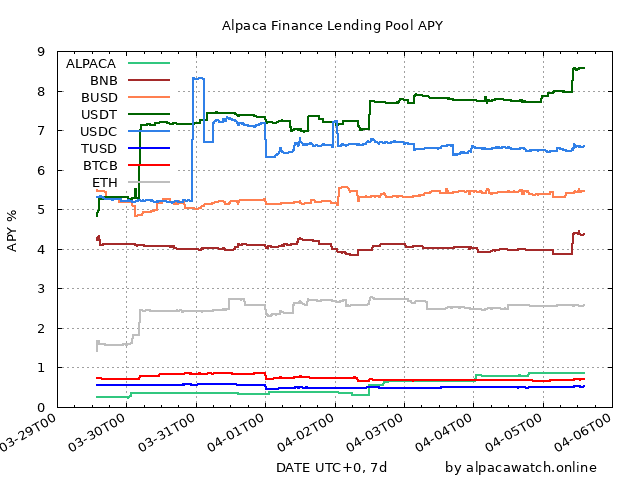 Alpaca Finance Lending Pool APY
APY %
9
8
7
6
5
4
3
2
1
0
ALPACA
BNB
BUSD
USDT
USDC
TUSD
BTCB
ETH
03-29T00
03-30T00
03-31T00
04-01T00
04-02T00
04-03T00
04-04T00
04-05T00
04-06T00
DATE UTC+0, 7d
by alpacawatch.online